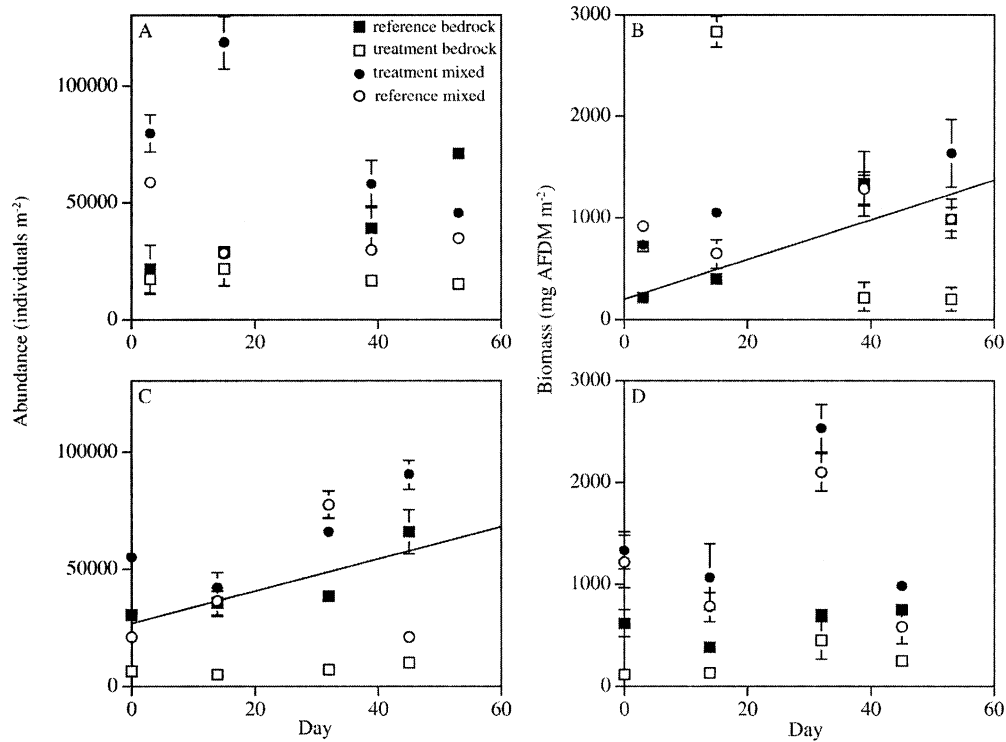 A
reference bedrock
treatment bedrock
treatment mixed
reference mixed
100000
50000
0
0 20 40 60
B
3000
2000
1000
0
0 20 40 60
Abundance (individuals m-2)
Biomass (mg AFDM m-2)
C
100000
50000
0
0 20 40 60
Day
D
3000
2000
1000
0
0 20 40 60
Day